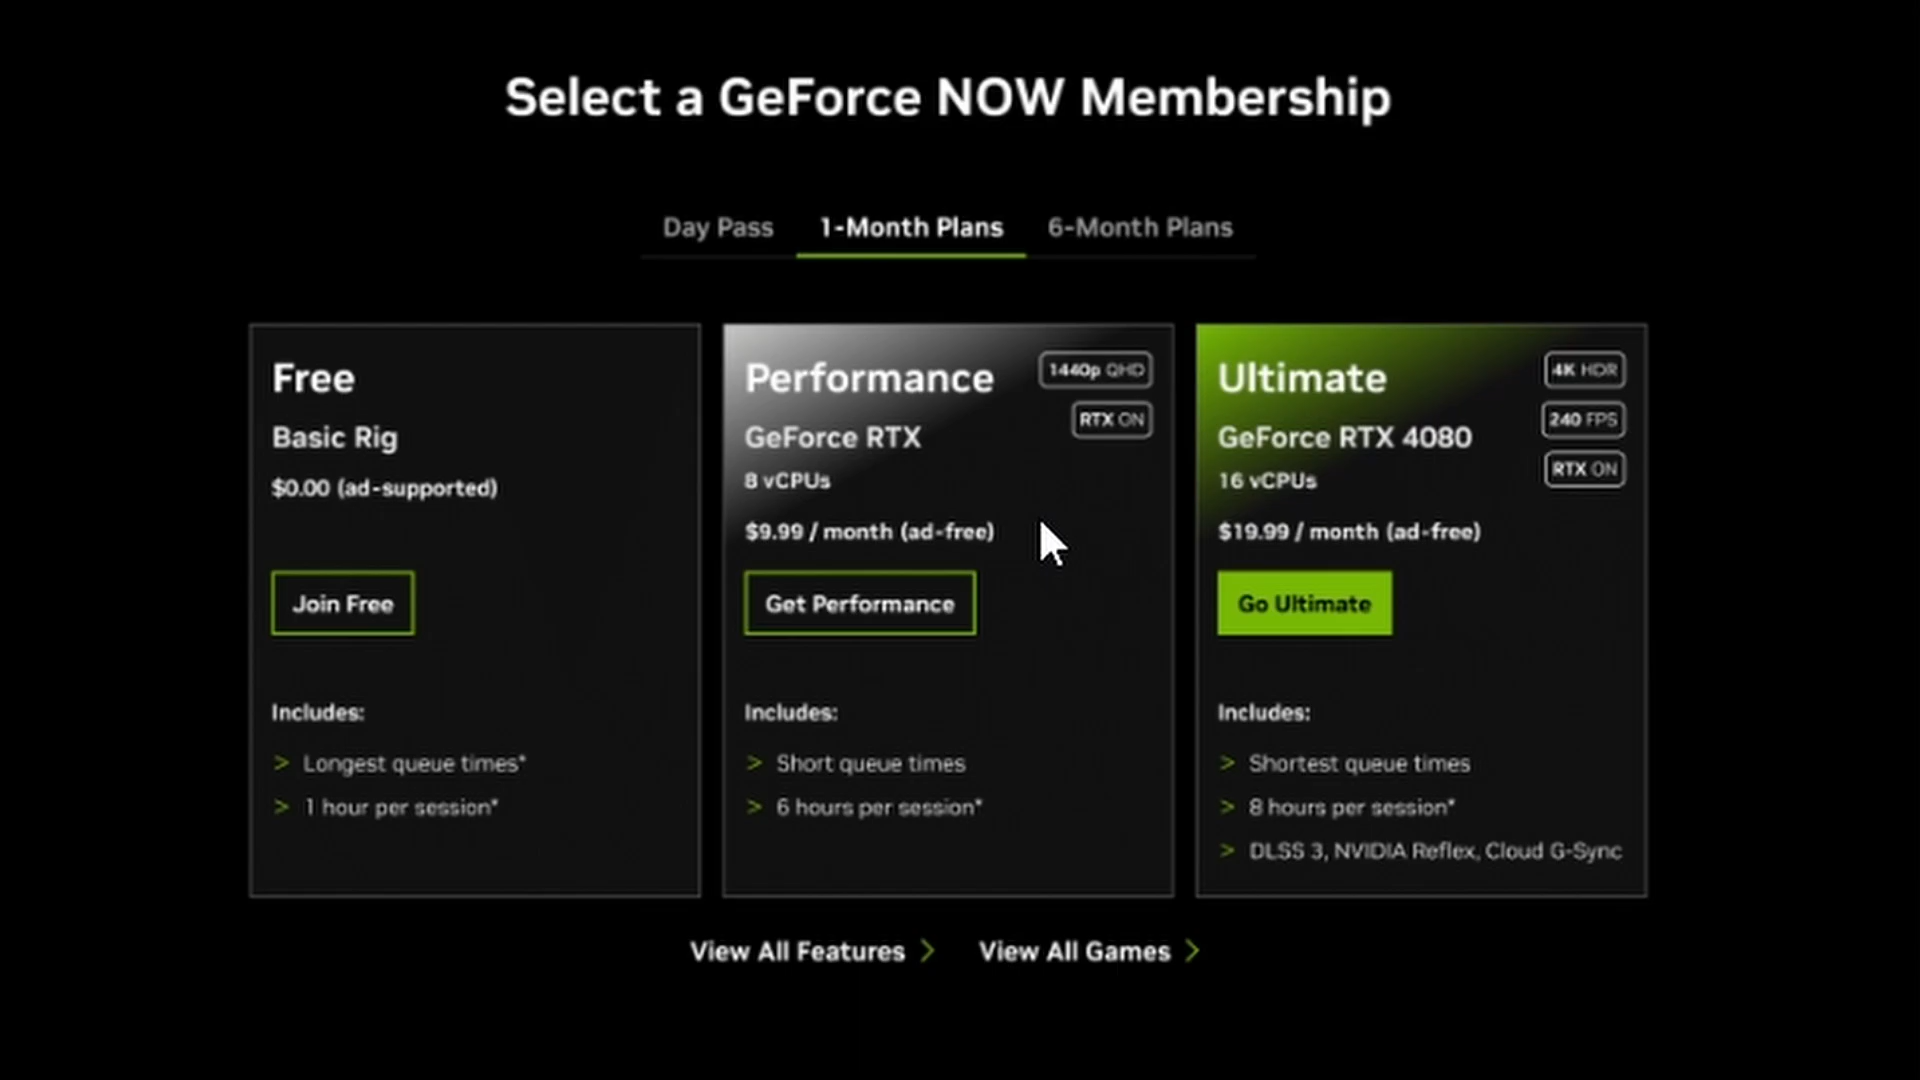 Select a GeForce NOW Membership
Day Pass
1-Month Plans
6-Month Plans
Free
Basic Rig
$0.00 (ad-supported)
Join Free
Includes:
> Longest queue times*
> 1 hour per session*
Performance
1440p QHD
RTX ON
GeForce RTX
8 vCPUs
$9.99 / month (ad-free)
Get Performance
Includes:
> Short queue times
> 6 hours per session*
Ultimate
4K HDR
240 FPS
RTX ON
GeForce RTX 4080
16 vCPUs
$19.99 / month (ad-free)
Go Ultimate
Includes:
> Shortest queue times
> 8 hours per session*
> DLSS 3, NVIDIA Reflex, Cloud G-Sync
View All Features >
View All Games >